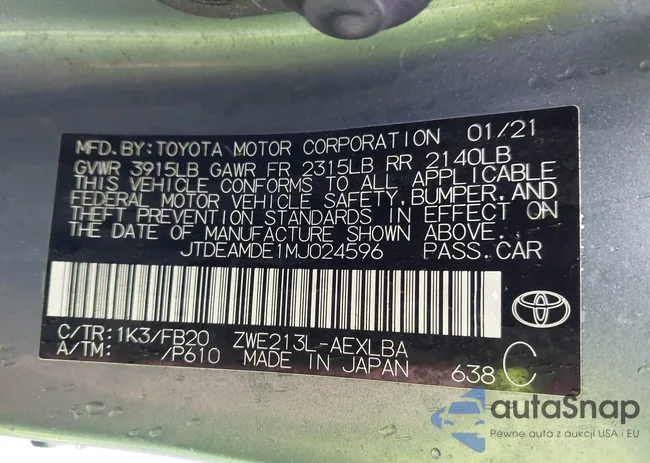 MFD.BY:TOYOTA MOTOR CORPORATION 01/21
GVWR 3915LB GAWR FR 2315LB RR 2140LB
THIS VEHICLE CONFORMS TO ALL APPLICABLE
FEDERAL MOTOR VEHICLE SAFETY,BUMPER,AND
THEFT PREVENTION STANDARDS IN EFFECT ON
THE DATE OF MANUFACTURE SHOWN ABOVE.
JTDEAMDE1MJ024596 PASS.CAR
C/TR:1K3/FB20 ZWE213L-AEXLBA
A/TM: /P610 MADE IN JAPAN 638 C
autaSnap
Pewne auta z aukcji USA i EU